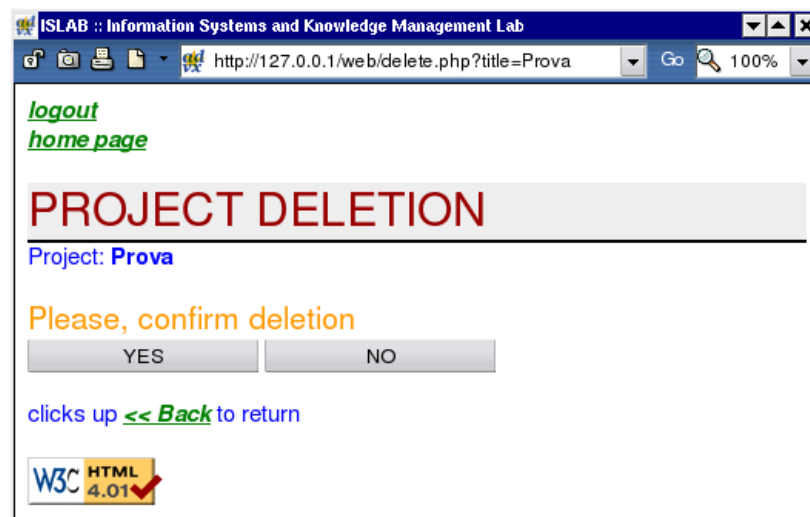 ISLAB :: Information Systems and Knowledge Management Lab
http://127.0.0.1/web/delete.php?title=Prova Go 100%
logout
home page
PROJECT DELETION
Project: Prova
Please, confirm deletion
YES NO
clicks up << Back to return
W3C HTML 4.01